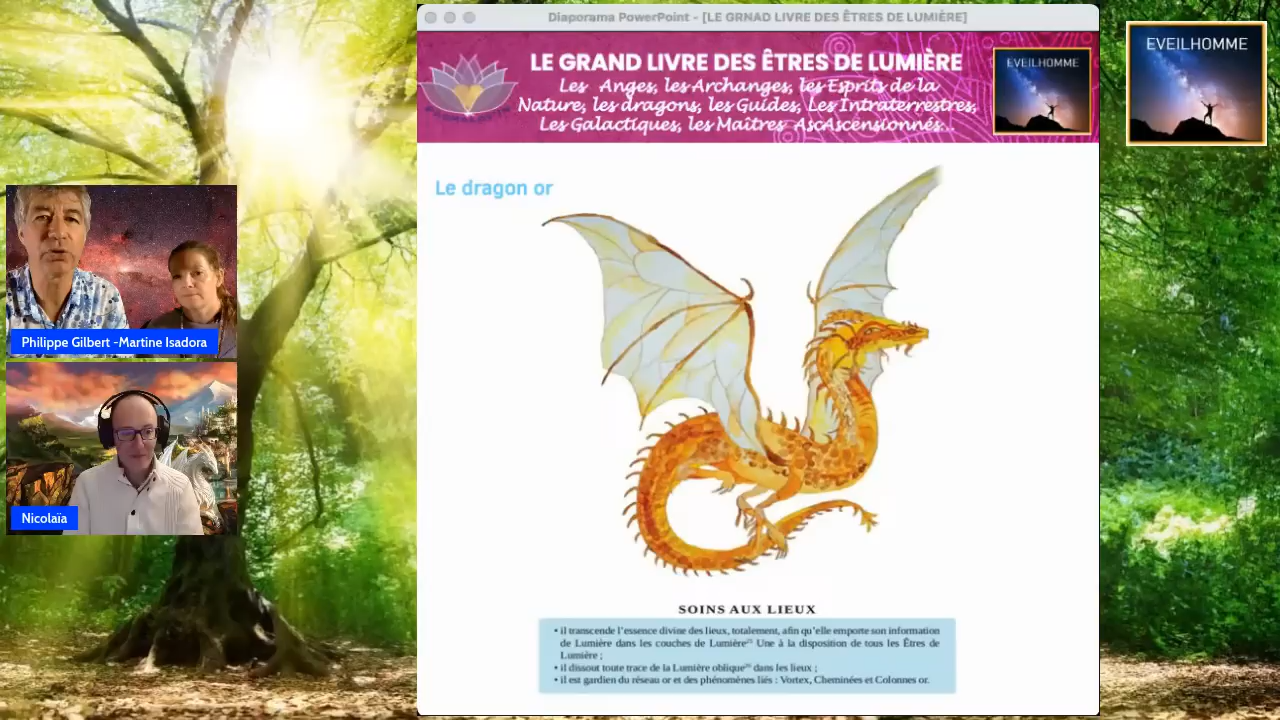 Diaporama PowerPoint - [LE GRNAD LIVRE DES ÊTRES DE LUMIÈRE]
LE GRAND LIVRE DES ÊTRES DE LUMIÈRE
Les Anges, les Archanges, les Esprits de la
Nature, les dragons, les Guides, Les Intraterrestres,
Les Galactiques, les Maîtres AscAscensionnés...
EVEILHOMME
EVEILHOMME
Le dragon or
Philippe Gilbert -Martine Isadora
Nicolaïa
SOINS AUX LIEUX
• il transcende l'essence divine des lieux, totalement, afin qu'elle emporte son information
de Lumière dans les couches de Lumière²⁵ Une à la disposition de tous les Êtres de
Lumière ;
• il dissout toute trace de la Lumière oblique²⁶ dans les lieux ;
• il est gardien du réseau or et des phénomènes liés : Vortex, Cheminées et Colonnes or.